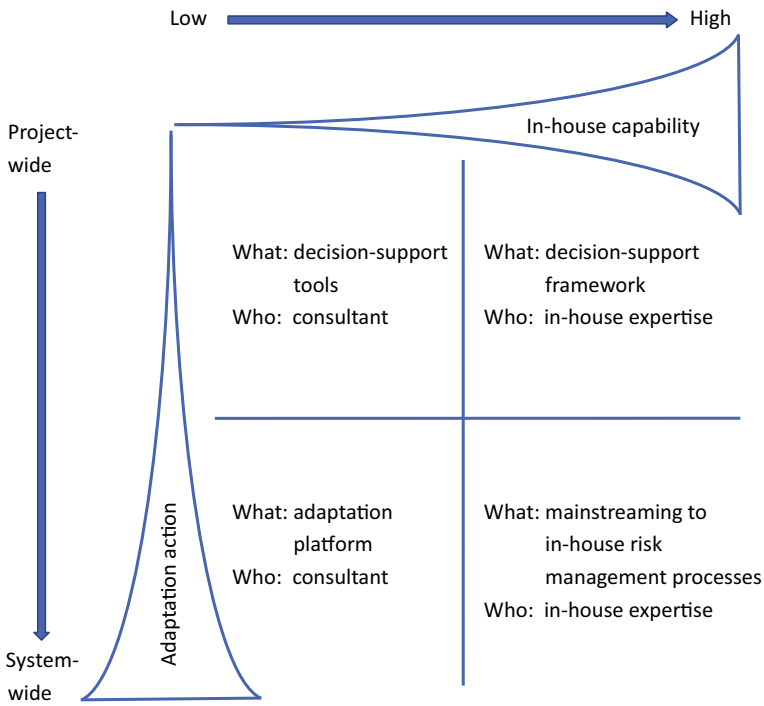 Low
High
In-house capability
Project-
wide
What: decision-support
tools
Who: consultant
What: decision-support
framework
Who: in-house expertise
Adaptation action
What: adaptation
platform
Who: consultant
What: mainstreaming to
in-house risk
management processes
Who: in-house expertise
System-
wide